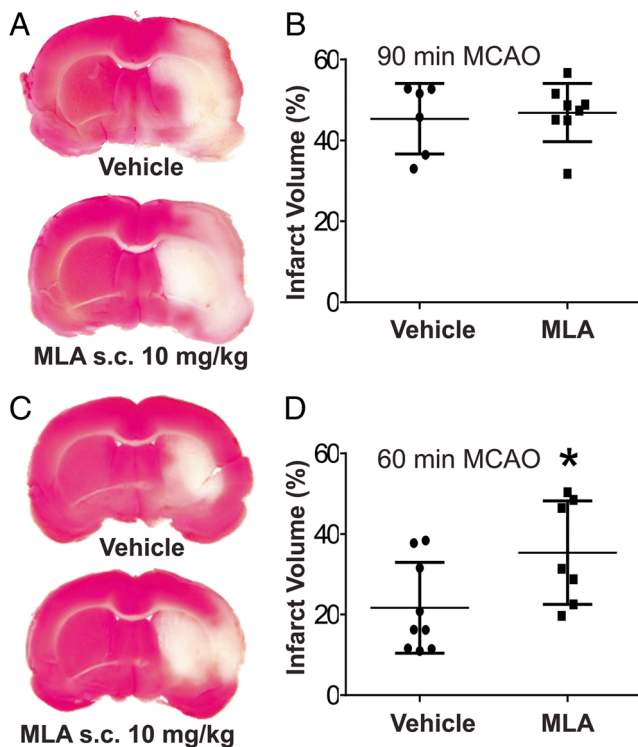 A
Vehicle
MLA s.c. 10 mg/kg
B
90 min MCAO
Infarct Volume (%)
60
40
20
0
Vehicle MLA
C
Vehicle
MLA s.c. 10 mg/kg
D
60 min MCAO
*
Infarct Volume (%)
60
40
20
0
Vehicle MLA